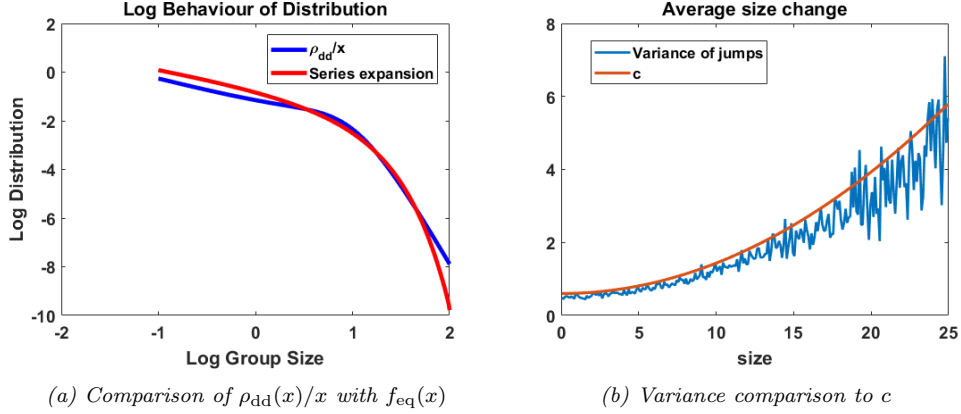 Log Behaviour of Distribution
2
0
-2
-4
-6
-8
-10
-2
-1
0
1
2
Log Distribution
Log Group Size
ρdd/x
Series expansion
(a) Comparison of ρdd(x)/x with feq(x)
Average size change
8
6
4
2
0
0
5
10
15
20
25
size
Variance of jumps
c
(b) Variance comparison to c